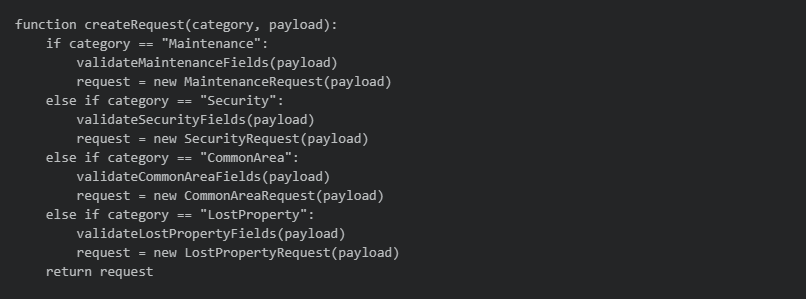 function createRequest(category, payload):
    if category == "Maintenance":
        validateMaintenanceFields(payload)
        request = new MaintenanceRequest(payload)
    else if category == "Security":
        validateSecurityFields(payload)
        request = new SecurityRequest(payload)
    else if category == "CommonArea":
        validateCommonAreaFields(payload)
        request = new CommonAreaRequest(payload)
    else if category == "LostProperty":
        validateLostPropertyFields(payload)
        request = new LostPropertyRequest(payload)
    return request